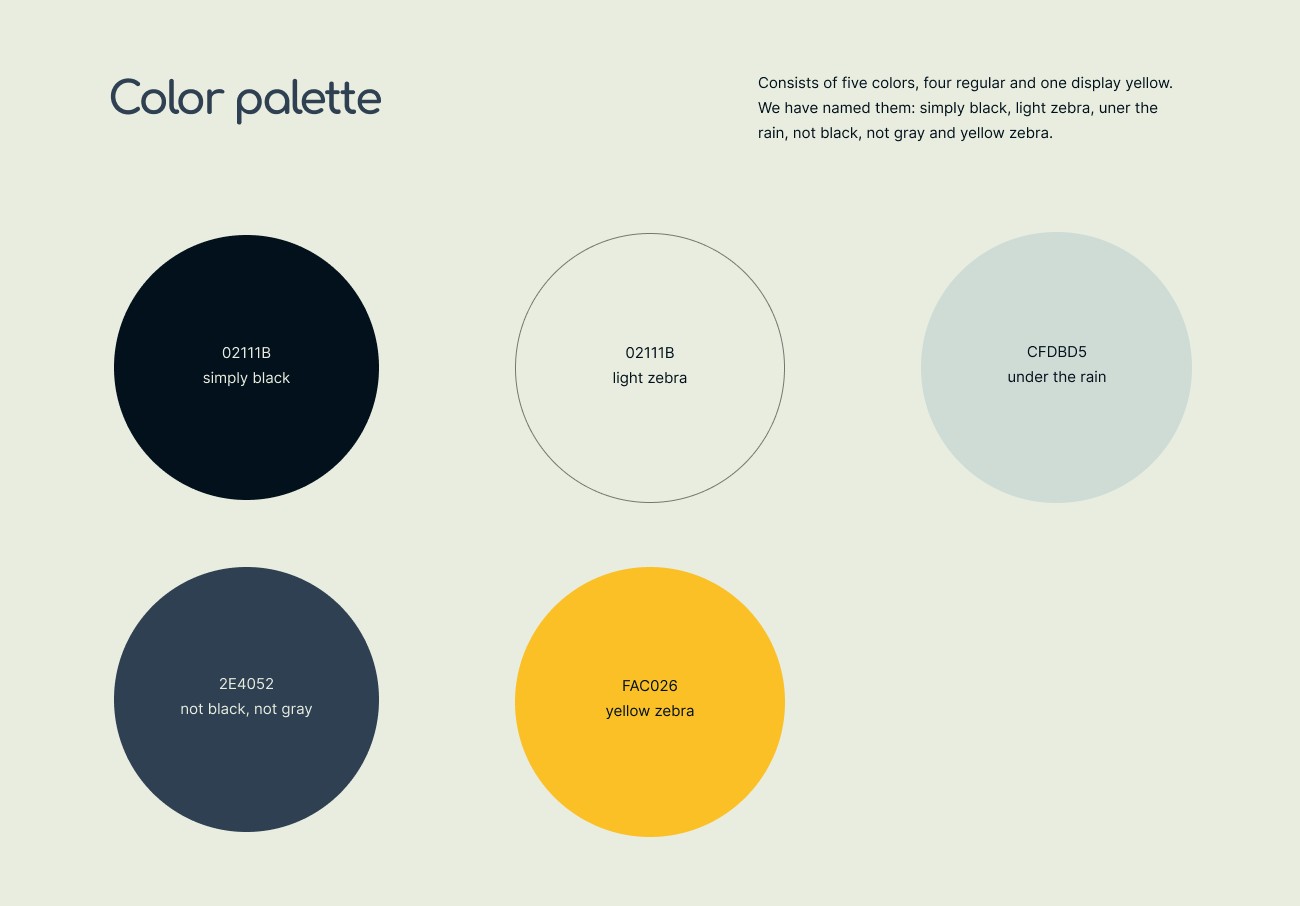 Color palette
Consists of five colors, four regular and one display yellow.
We have named them: simply black, light zebra, uner the
rain, not black, not gray and yellow zebra.
02111B
simply black
02111B
light zebra
CFDBD5
under the rain
2E4052
not black, not gray
FAC026
yellow zebra